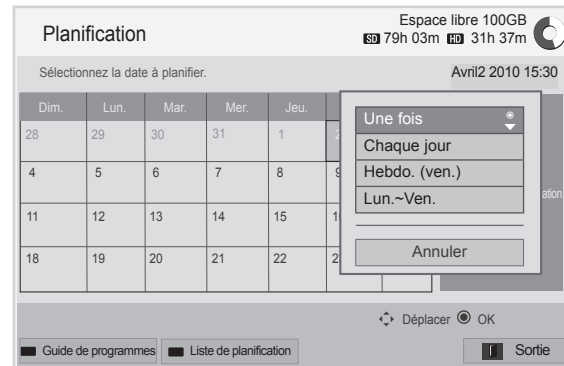 Planification
Espace libre 100GB
SD 79h 03m HD 31h 37m
Sélectionnez la date à planifier.
Avril2 2010 15:30
Dim. Lun. Mar. Mer. Jeu.
28 29 30 31 1
4 5 6 7 8
11 12 13 14 15
18 19 20 21 22
Une fois
Chaque jour
Hebdo. (ven.)
Lun.~Ven.
Annuler
Déplacer OK
Guide de programmes Liste de planification Sortie